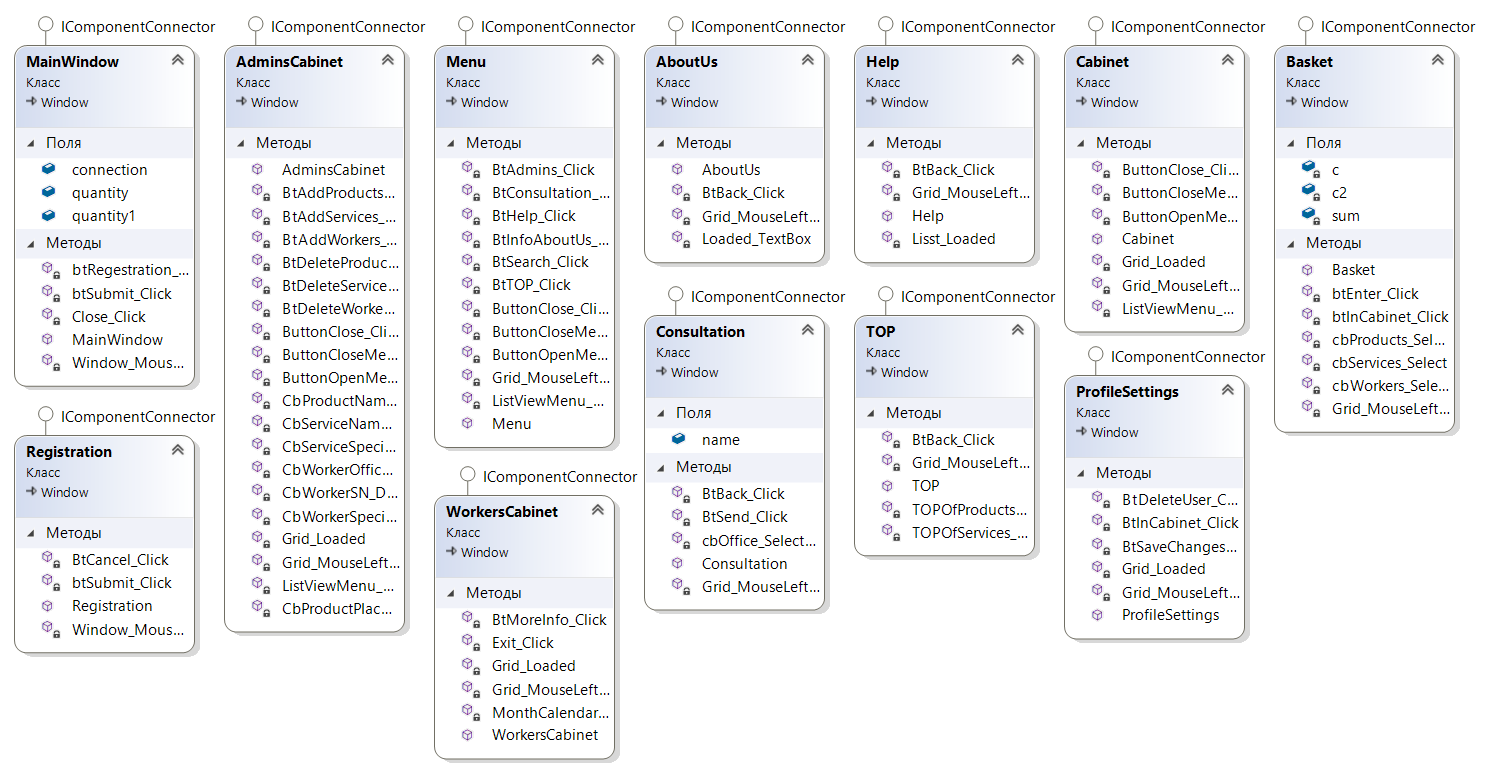 IComponentConnector
MainWindow
Класс
Window
Поля
connection
quantity
quantity1
Методы
btRegestration_...
btSubmit_Click
Close_Click
MainWindow
Window_Mous...
IComponentConnector
Registration
Класс
Window
Методы
BtCancel_Click
btSubmit_Click
Registration
Window_Mous...
IComponentConnector
AdminsCabinet
Класс
Window
Методы
AdminsCabinet
BtAddProducts...
BtAddServices_...
BtAddWorkers_...
BtDeleteProduc...
BtDeleteService...
BtDeleteWorke...
ButtonClose_Cli...
ButtonCloseMe...
ButtonOpenMe...
CbProductNam...
CbServiceNam...
CbServiceSpeci...
CbWorkerOffic...
CbWorkerSN_D...
CbWorkerSpeci...
Grid_Loaded
Grid_MouseLeft...
ListViewMenu_...
CbProductPlac...
IComponentConnector
Menu
Класс
Window
Методы
BtAdmins_Click
BtConsultation_...
BtHelp_Click
BtInfoAboutUs_...
BtSearch_Click
BtTOP_Click
ButtonClose_Cli...
ButtonCloseMe...
ButtonOpenMe...
Grid_MouseLeft...
ListViewMenu_...
Menu
IComponentConnector
WorkersCabinet
Класс
Window
Методы
BtMoreInfo_Click
Exit_Click
Grid_Loaded
Grid_MouseLeft...
MonthCalendar...
WorkersCabinet
IComponentConnector
AboutUs
Класс
Window
Методы
AboutUs
BtBack_Click
Grid_MouseLeft...
Loaded_TextBox
IComponentConnector
Consultation
Класс
Window
Поля
name
Методы
BtBack_Click
BtSend_Click
cbOffice_Select...
Consultation
Grid_MouseLeft...
IComponentConnector
Help
Класс
Window
Методы
BtBack_Click
Grid_MouseLeft...
Help
Lisst_Loaded
IComponentConnector
TOP
Класс
Window
Методы
BtBack_Click
Grid_MouseLeft...
TOP
TOPOfProducts...
TOPOfServices_...
IComponentConnector
Cabinet
Класс
Window
Методы
ButtonClose_Cli...
ButtonCloseMe...
ButtonOpenMe...
Cabinet
Grid_Loaded
Grid_MouseLeft...
ListViewMenu_...
IComponentConnector
ProfileSettings
Класс
Window
Методы
BtDeleteUser_C...
BtInCabinet_Click
BtSaveChanges...
Grid_Loaded
Grid_MouseLeft...
ProfileSettings
IComponentConnector
Basket
Класс
Window
Поля
c
c2
sum
Методы
Basket
btEnter_Click
btInCabinet_Click
cbProducts_Sel...
cbServices_Select
cbWorkers_Sele...
Grid_MouseLeft...